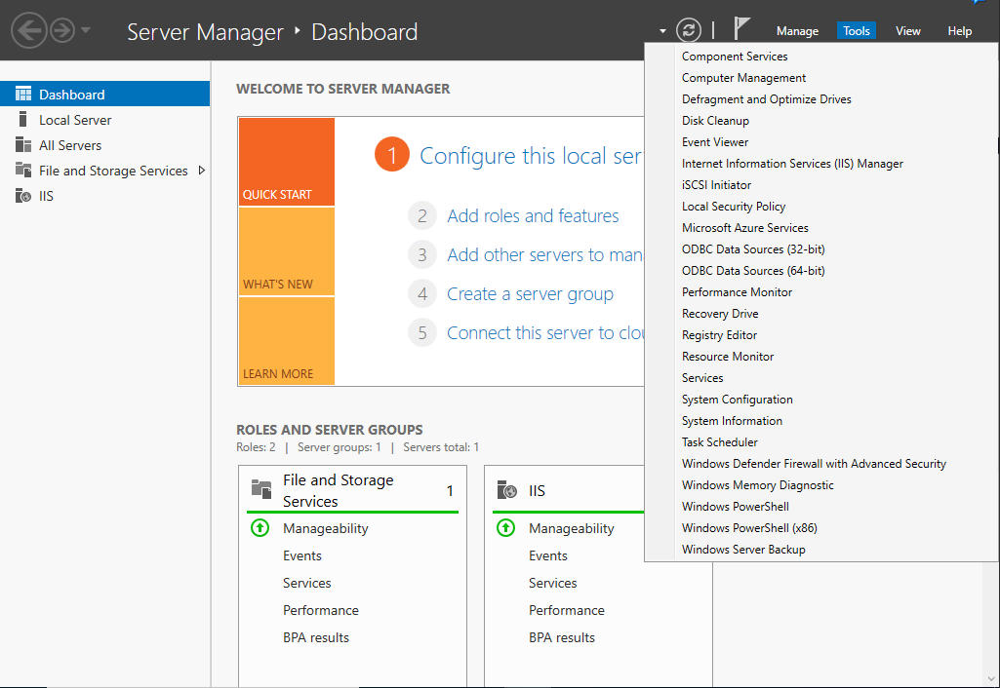 Server Manager ‣ Dashboard
Manage Tools View Help
Dashboard
Local Server
All Servers
File and Storage Services
IIS
WELCOME TO SERVER MANAGER
QUICK START
WHAT'S NEW
LEARN MORE
1 Configure this local ser
2 Add roles and features
3 Add other servers to man
4 Create a server group
5 Connect this server to clou
ROLES AND SERVER GROUPS
Roles: 2 | Server groups: 1 | Servers total: 1
File and Storage
Services
1
Manageability
Events
Services
Performance
BPA results
IIS
Manageability
Events
Services
Performance
BPA results
Component Services
Computer Management
Defragment and Optimize Drives
Disk Cleanup
Event Viewer
Internet Information Services (IIS) Manager
iSCSI Initiator
Local Security Policy
Microsoft Azure Services
ODBC Data Sources (32-bit)
ODBC Data Sources (64-bit)
Performance Monitor
Recovery Drive
Registry Editor
Resource Monitor
Services
System Configuration
System Information
Task Scheduler
Windows Defender Firewall with Advanced Security
Windows Memory Diagnostic
Windows PowerShell
Windows PowerShell (x86)
Windows Server Backup